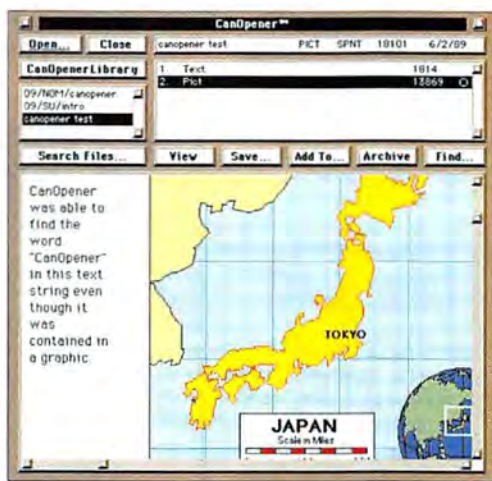 CanOpener™
Open... Close canopener test PICT SPNT 18101 6/2/89
CanOpenerLibrary
1. Text 1814
2. Pict 13869
09/NOM/canopener
09/SU/intro
canopener test
Search Files... View Save... Add To... Archive Find...
CanOpener
was able to
find the
word
"CanOpener"
in this text
string even
though it
was
contained in
a graphic
TOKYO
JAPAN
Scale in Miles